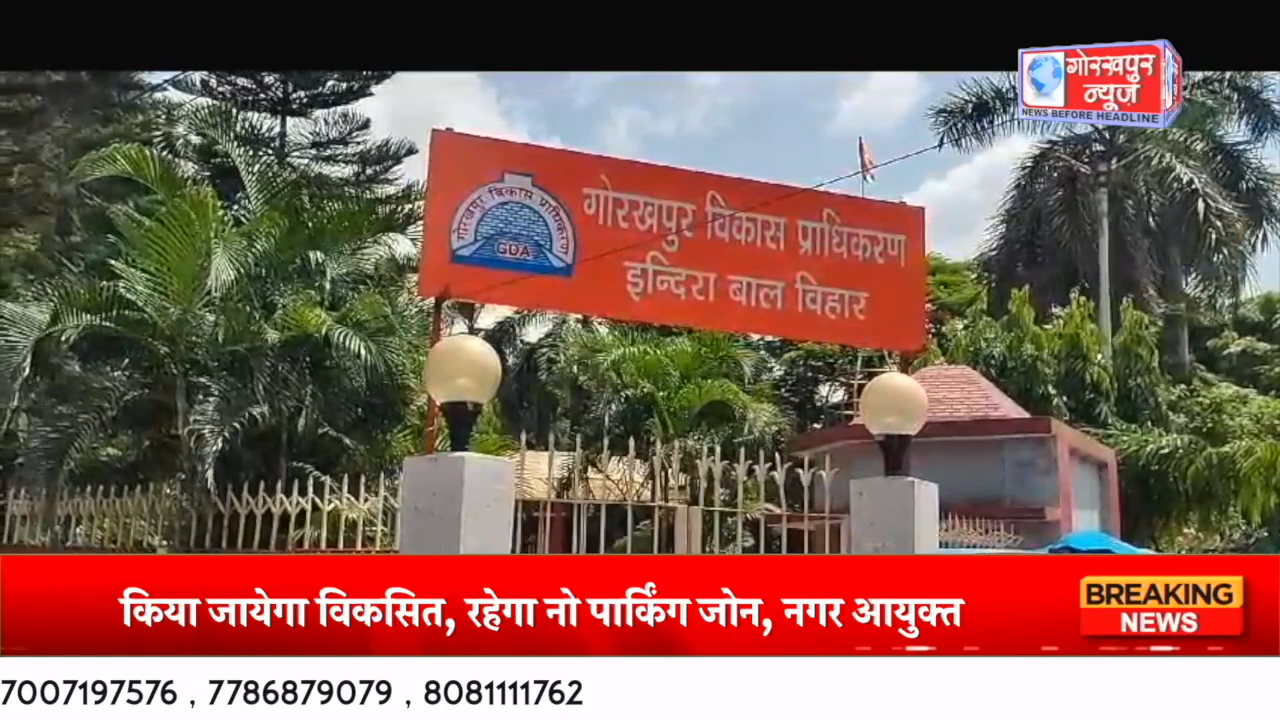 गोरखपुर
न्यूज़
NEWS BEFORE HEADLINE
गोरखपुर विकास प्राधिकरण
GDA
गोरखपुर विकास प्राधिकरण
इन्दिरा बाल विहार
किया जायेगा विकसित, रहेगा नो पार्किंग जोन, नगर आयुक्त
BREAKING
NEWS
7007197576 , 7786879079 , 8081111762